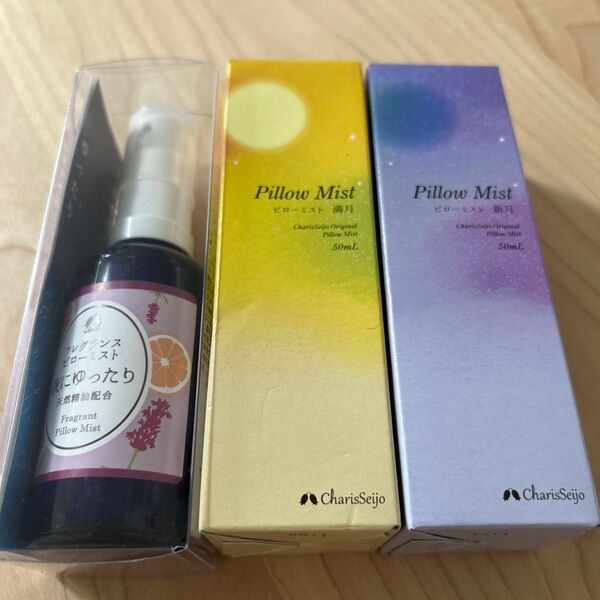 フレグランス
ピローミスト
にゆったり
天然精油配合
Fragrant
Pillow Mist
Pillow Mist
ピローミスト 満月
CharisSeijo Original
Pillow Mist
50mL
CharisSeijo
Pillow Mist
ピローミスト 新月
CharisSeijo Original
Pillow Mist
50mL
CharisSeijo